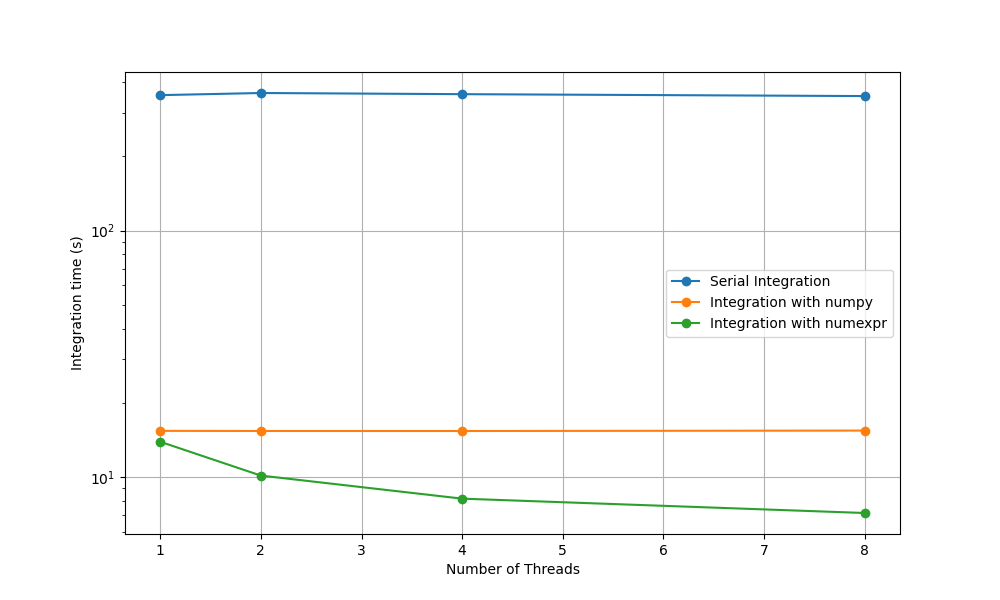 Integration time (s)
10²
10¹
Serial Integration
Integration with numpy
Integration with numexpr
1 2 3 4 5 6 7 8
Number of Threads